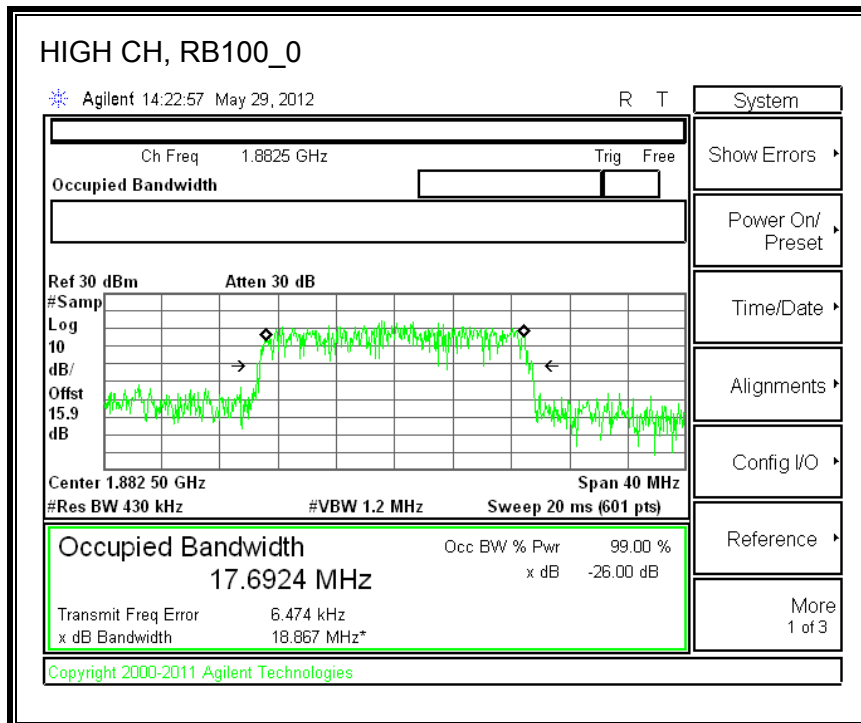 HIGH CH, RB100_0
Agilent 14:22:57 May 29, 2012 R T
System
Ch Freq 1.8825 GHz Trig Free
Occupied Bandwidth
Show Errors
Power On/
Preset
Time/Date
Alignments
Config I/O
Reference
More
1 of 3
Ref 30 dBm Atten 30 dB
#Samp
Log
10
dB/
Offst
15.9
dB
Center 1.882 50 GHz Span 40 MHz
#Res BW 430 kHz #VBW 1.2 MHz Sweep 20 ms (601 pts)
Occupied Bandwidth Occ BW % Pwr 99.00 %
17.6924 MHz x dB -26.00 dB
Transmit Freq Error 6.474 kHz
x dB Bandwidth 18.867 MHz*
Copyright 2000-2011 Agilent Technologies